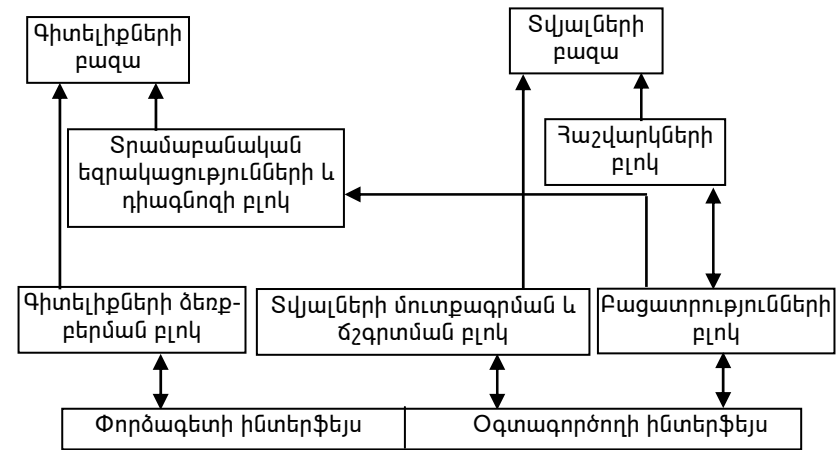 Գիտելիքների
բազա
Տվյալների
բազա
Տրամաբանական
եզրակացությունների և
դիագնոզի բլոկ
Հաշվարկների
բլոկ
Գիտելիքների ձեռք-
բերման բլոկ
Տվյալների մուտքագրման և
ճշգրտման բլոկ
Բացատրությունների
բլոկ
Փորձագետի ինտերֆեյս
Օգտագործողի ինտերֆեյս